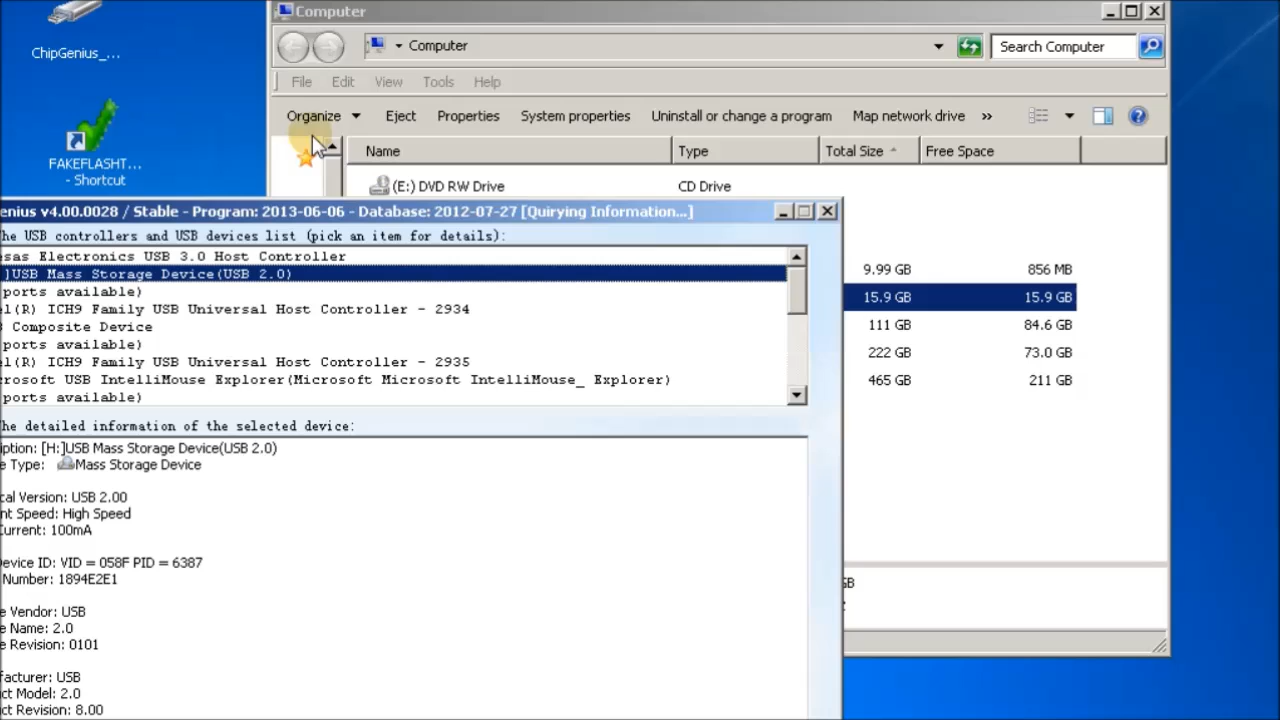 ChipGenius_...
FAKEFLASHT...
- Shortcut
Computer
Computer
Search Computer
File Edit View Tools Help
Organize Eject Properties System properties Uninstall or change a program Map network drive »
Name Type Total Size Free Space
(E:) DVD RW Drive CD Drive
9.99 GB 856 MB
15.9 GB 15.9 GB
111 GB 84.6 GB
222 GB 73.0 GB
465 GB 211 GB
GB
enius v4.00.0028 / Stable - Program: 2013-06-06 - Database: 2012-07-27 [Quirying Information...]
he USB controllers and USB devices list (pick an item for details):
esas Electronics USB 3.0 Host Controller
]USB Mass Storage Device(USB 2.0)
ports available)
el(R) ICH9 Family USB Universal Host Controller - 2934
B Composite Device
ports available)
el(R) ICH9 Family USB Universal Host Controller - 2935
crosoft USB IntelliMouse Explorer(Microsoft Microsoft IntelliMouse_ Explorer)
ports available)
he detailed information of the selected device:
iption: [H:]USB Mass Storage Device(USB 2.0)
e Type: Mass Storage Device
cal Version: USB 2.00
nt Speed: High Speed
Current: 100mA
Device ID: VID = 058F PID = 6387
Number: 1894E2E1
e Vendor: USB
e Name: 2.0
e Revision: 0101
facturer: USB
ct Model: 2.0
ct Revision: 8.00